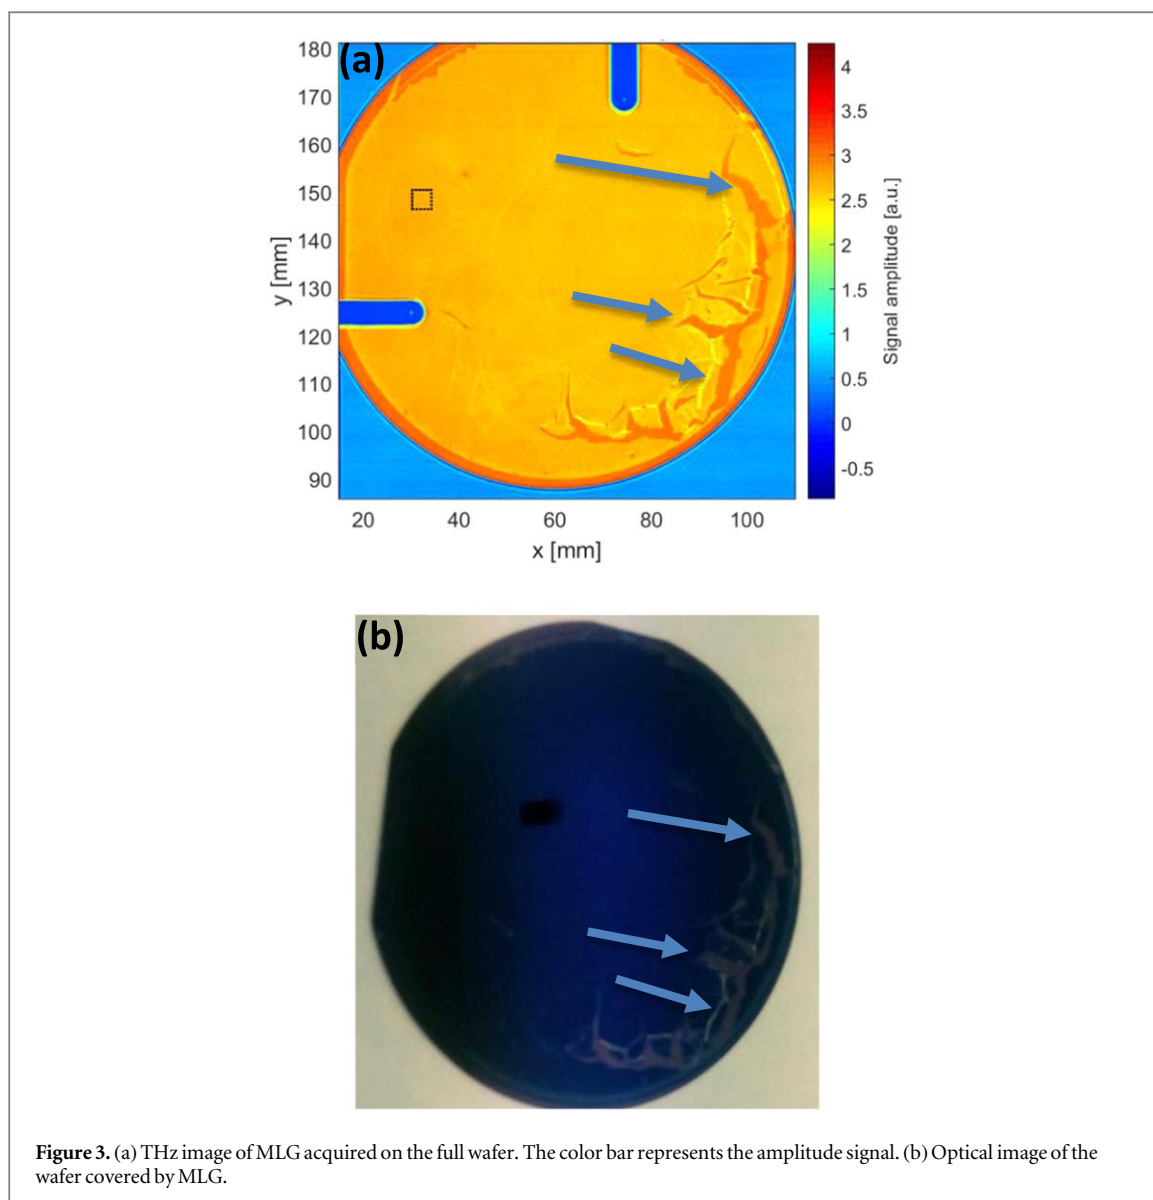 (a)
180
170
160
150
140
130
120
110
100
90
y [mm]
20 40 60 80 100
x [mm]
4
3.5
3
2.5
2
1.5
1
0.5
0
-0.5
Signal amplitude [a.u.]
(b)
Figure 3. (a) THz image of MLG acquired on the full wafer. The color bar represents the amplitude signal. (b) Optical image of the
wafer covered by MLG.